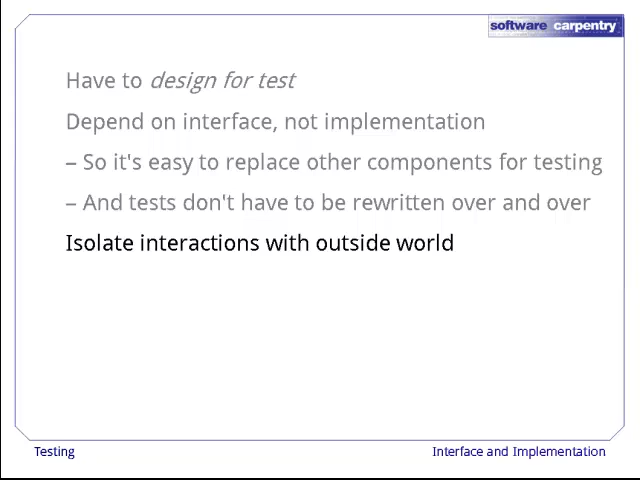 software carpentry
Have to design for test
Depend on interface, not implementation
– So it's easy to replace other components for testing
– And tests don't have to be rewritten over and over
Isolate interactions with outside world
Testing
Interface and Implementation